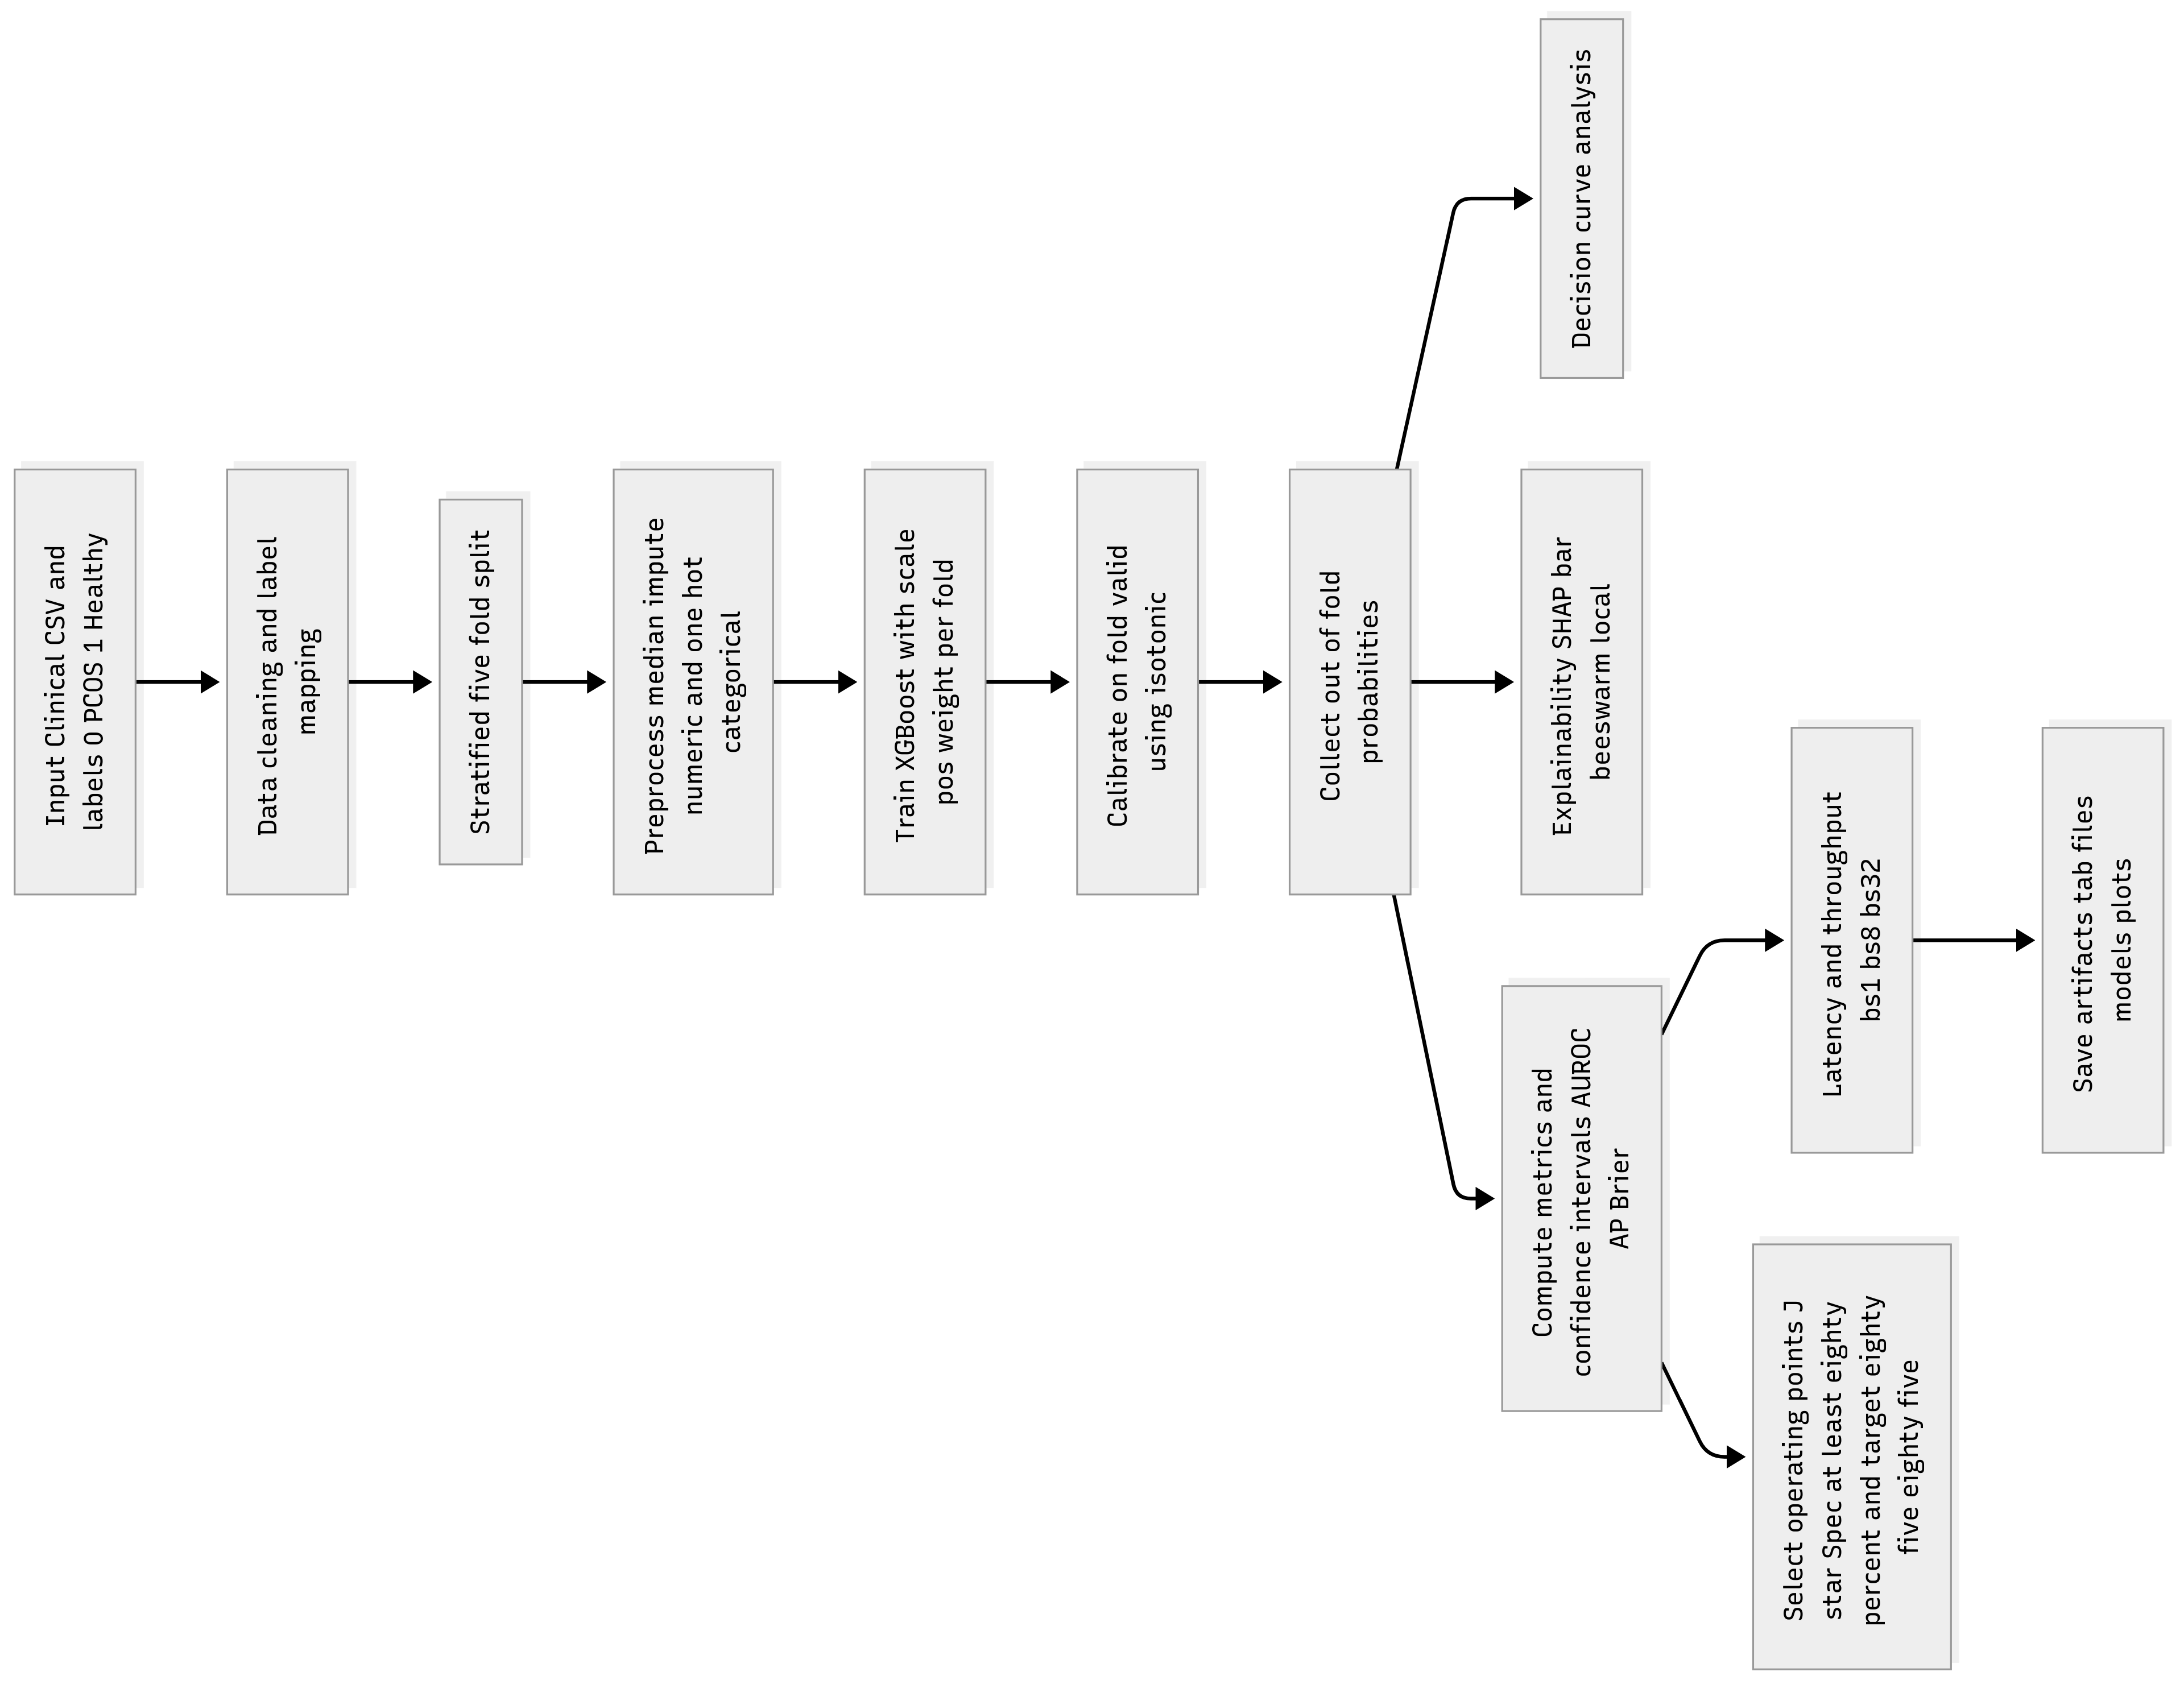 Input Clinical CSV and
labels 0 PCOS 1 Healthy
Data cleaning and label
mapping
Stratified five fold split
Preprocess median impute
numeric and one hot
categorical
Train XGBoost with scale
pos weight per fold
Calibrate on fold valid
using isotonic
Collect out of fold
probabilities
Decision curve analysis
Explainability SHAP bar
beeswarm local
Compute metrics and
confidence intervals AUROC
AP Brier
Latency and throughput
bs1 bs8 bs32
Save artifacts tab files
models plots
Select operating points J
star Spec at least eighty
percent and target eighty
five eighty five